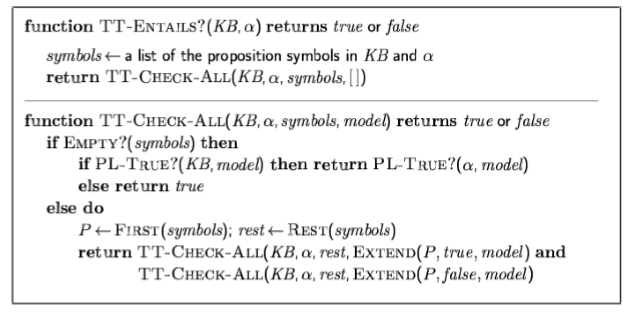 function TT-ENTAILS?(KB, α) returns true or false
symbols ← a list of the proposition symbols in KB and α
return TT-CHECK-ALL(KB, α, symbols, [ ])
function TT-CHECK-ALL(KB, α, symbols, model) returns true or false
if EMPTY?(symbols) then
if PL-TRUE?(KB, model) then return PL-TRUE?(α, model)
else return true
else do
P ← FIRST(symbols); rest ← REST(symbols)
return TT-CHECK-ALL(KB, α, rest, EXTEND(P, true, model) and
TT-CHECK-ALL(KB, α, rest, EXTEND(P, false, model)